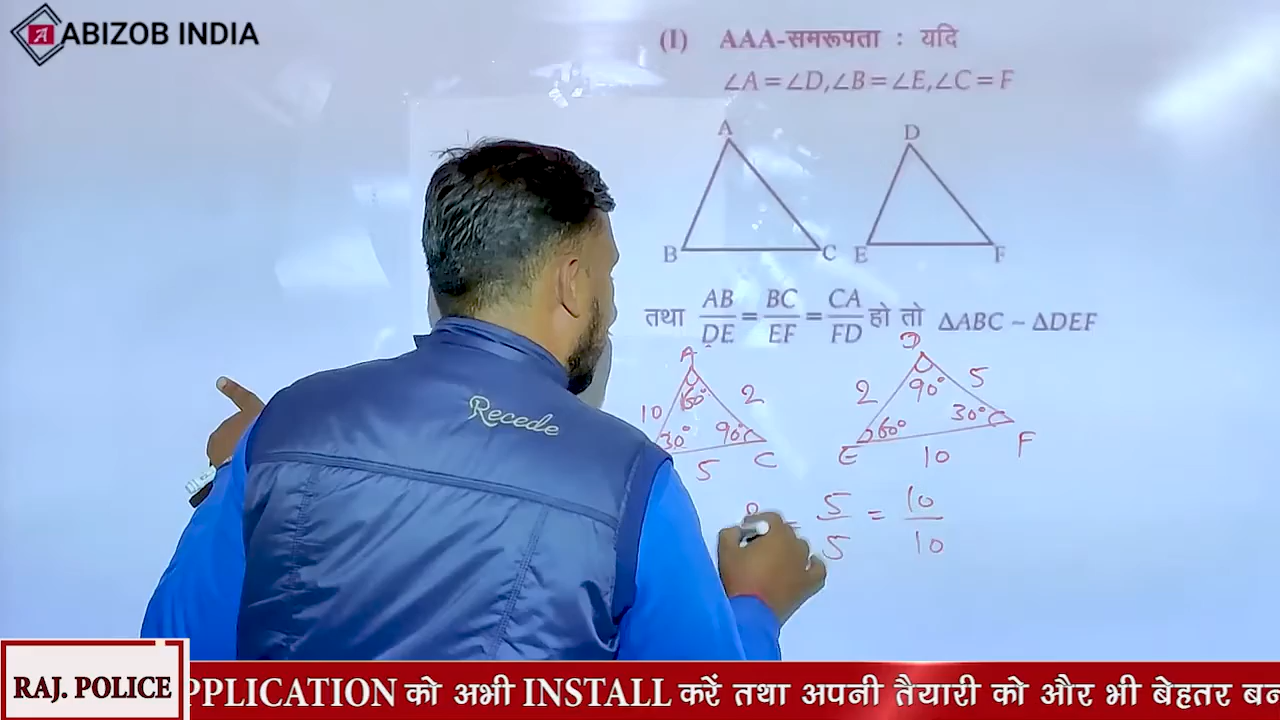 ABIZOB INDIA
A
(1) AAA-समरूपता : यदि
∠A=∠D,∠B=∠E,∠C=F
A
D
B
C
E
F
तथा AB/DE = BC/EF = CA/FD हो तो ΔABC ~ ΔDEF
A
D
10
60°
2
2
90°
5
30°
90°
60°
30°
5
C
E
10
F
5/5 = 10/10
Recede
RAJ. POLICE
PPLICATION को अभी INSTALL करें तथा अपनी तैयारी को और भी बेहतर बन